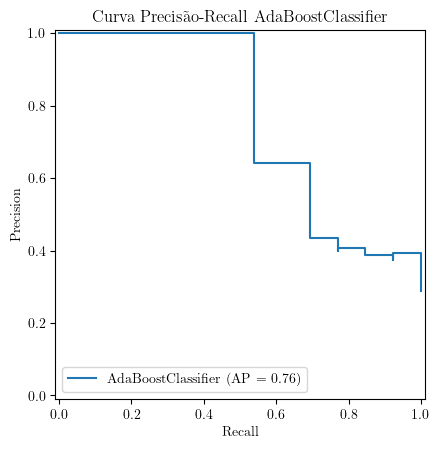 Curva Precisão-Recall AdaBoostClassifier
1.0
0.8
0.6
0.4
0.2
0.0
Precision
AdaBoostClassifier (AP = 0.76)
0.0 0.2 0.4 0.6 0.8 1.0
Recall